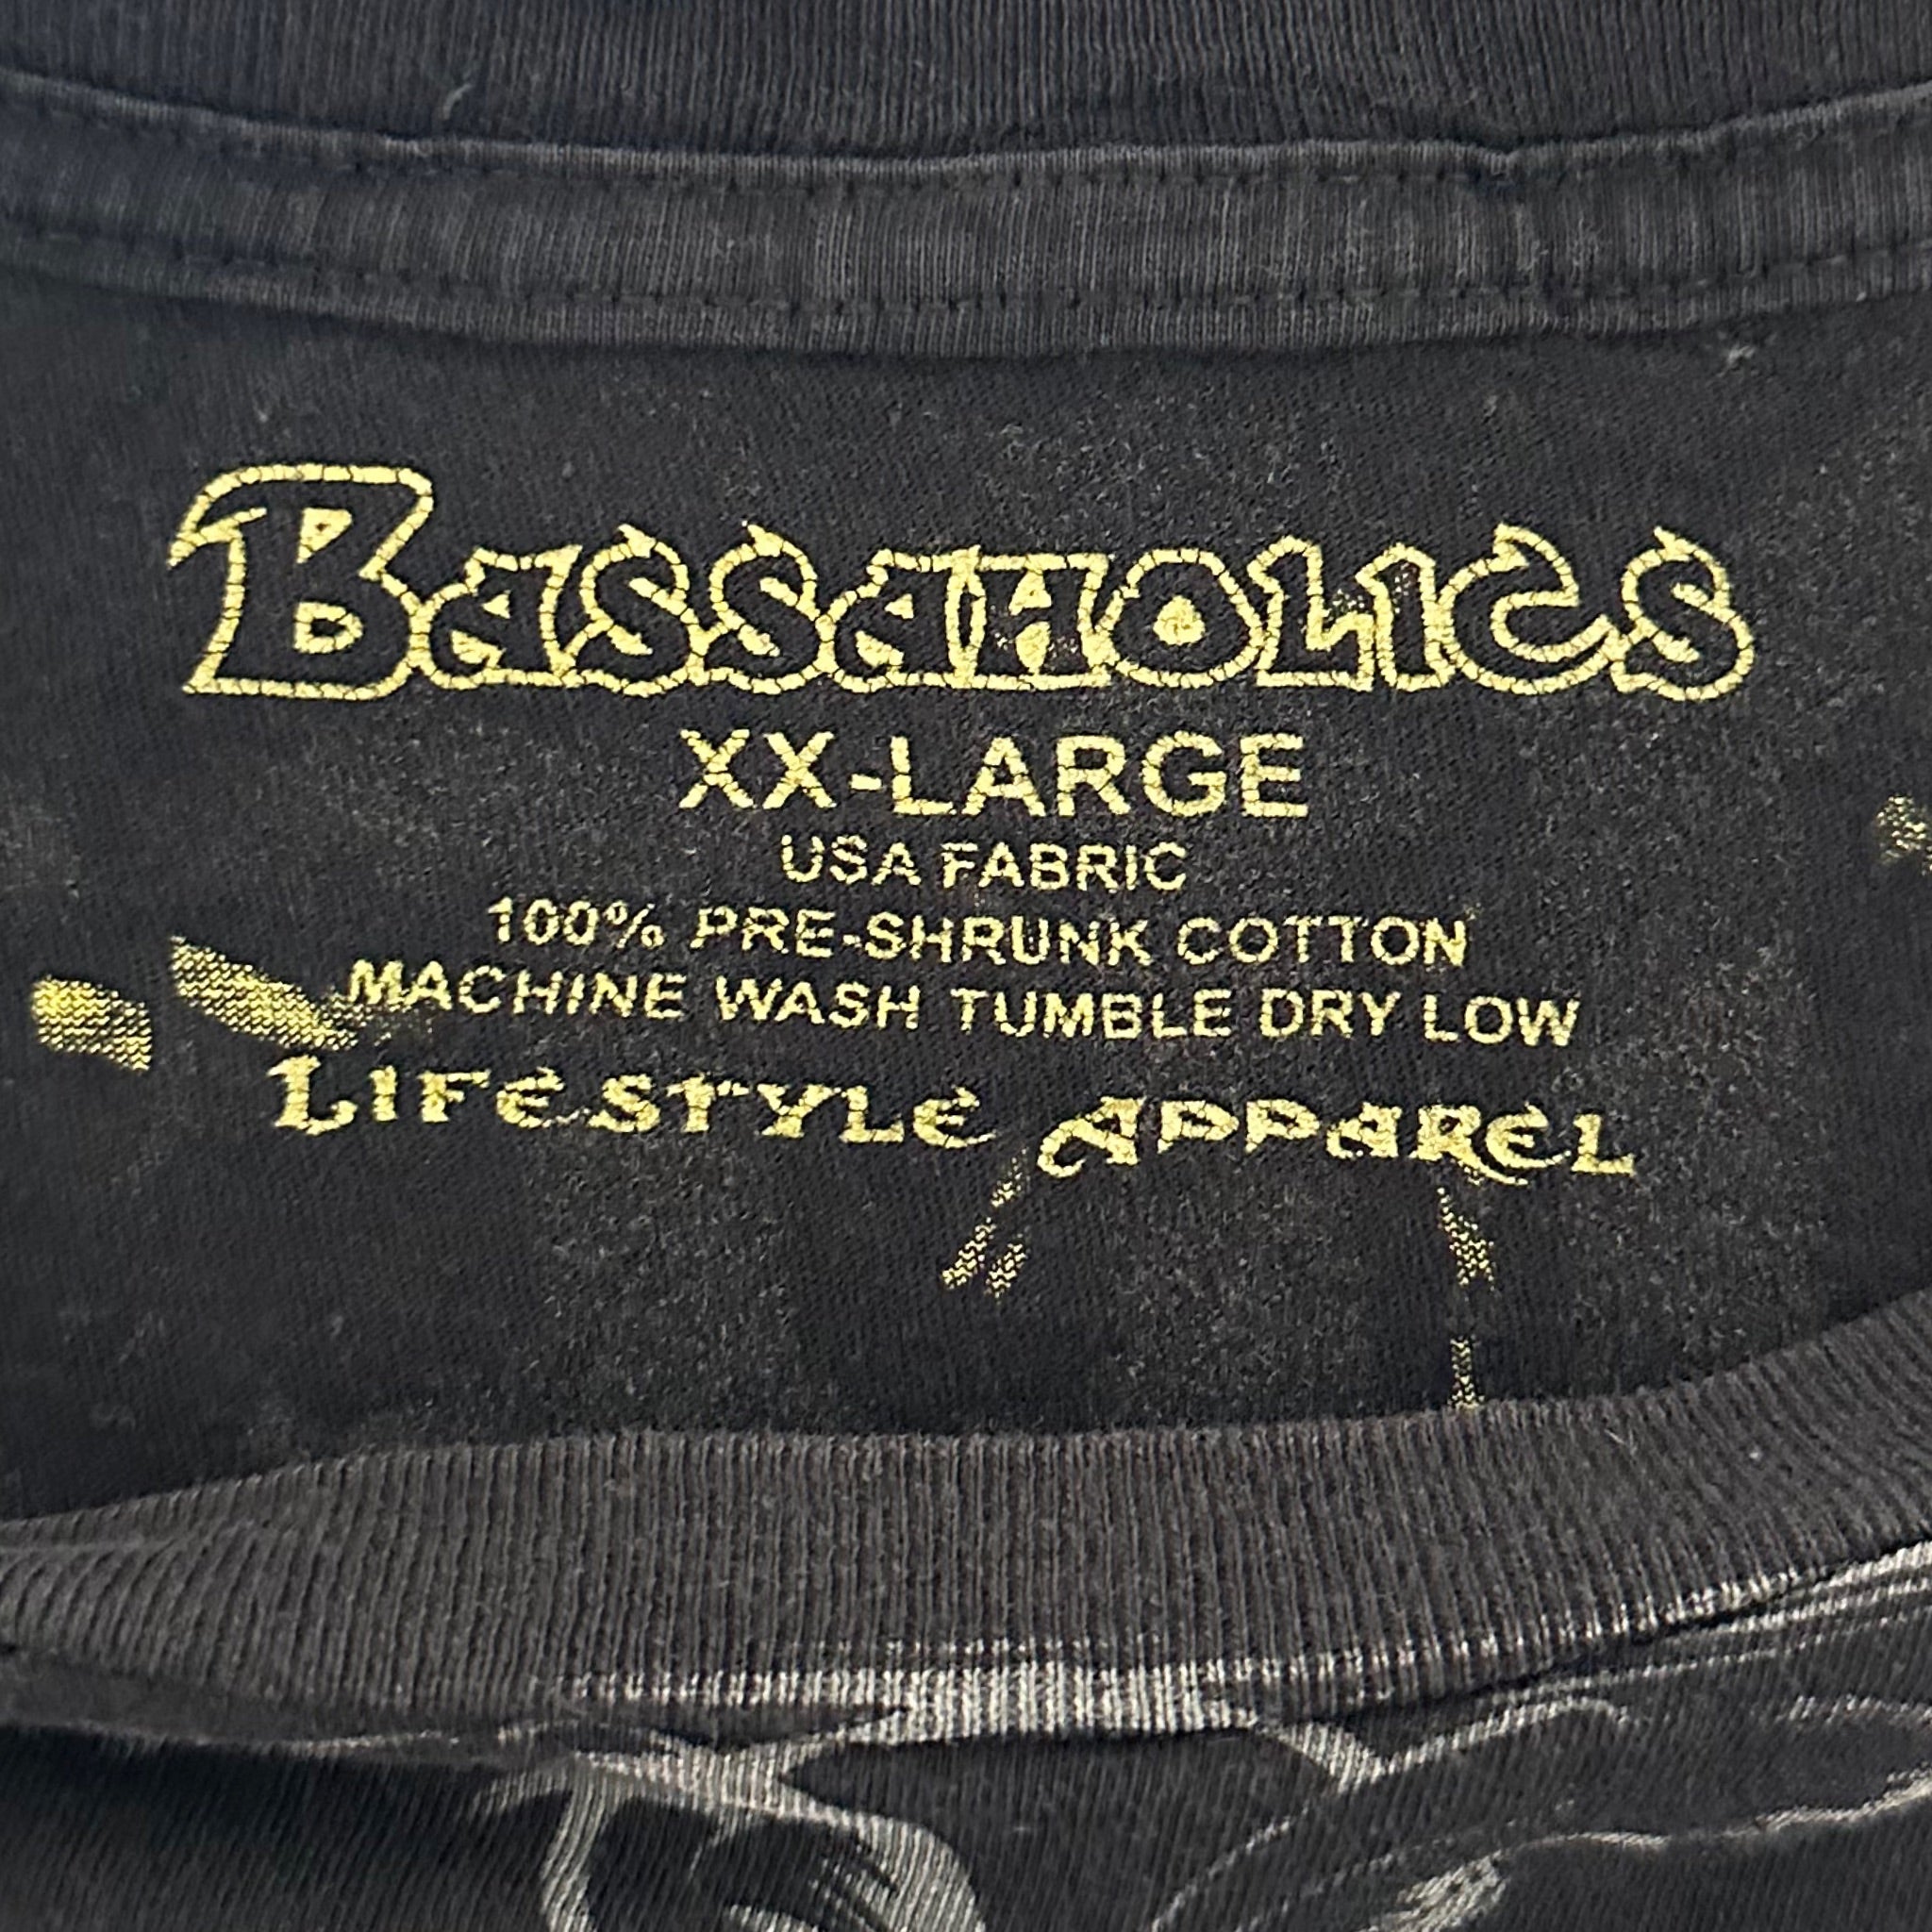 BASSAHOLICS
XX-LARGE
USA FABRIC
100% PRE-SHRUNK COTTON
MACHINE WASH TUMBLE DRY LOW
LIFESTYLE APPAREL